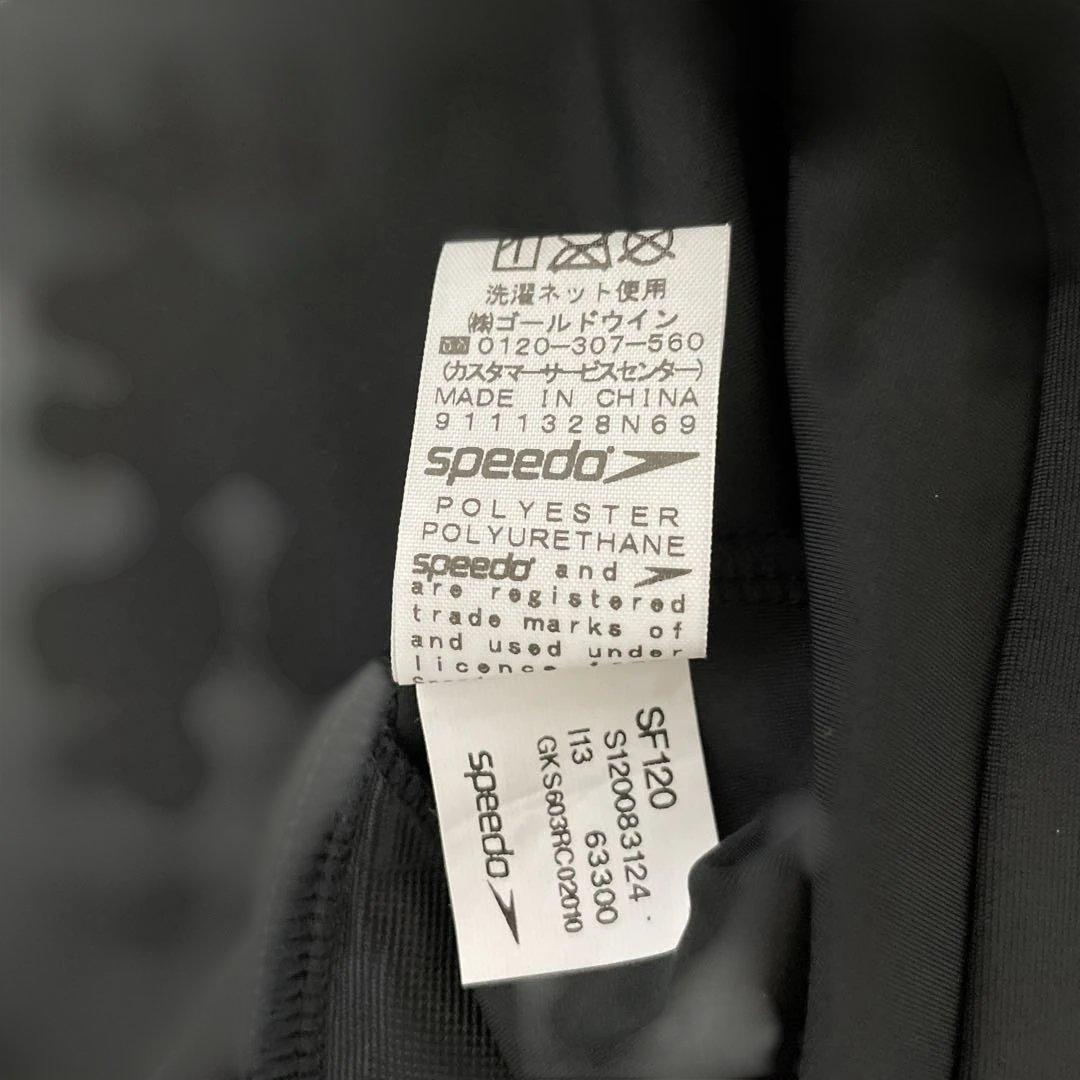 洗濯ネット使用
(株)ゴールドウイン
0120-307-560
(カスタマーサービスセンター)
MADE IN CHINA
9111328N69
speedo
POLYESTER
POLYURETHANE
speedo and
are registered
trade marks of
and used under
licence
SF120
S120083124
I13 63300
GKS603RC02010
speedo